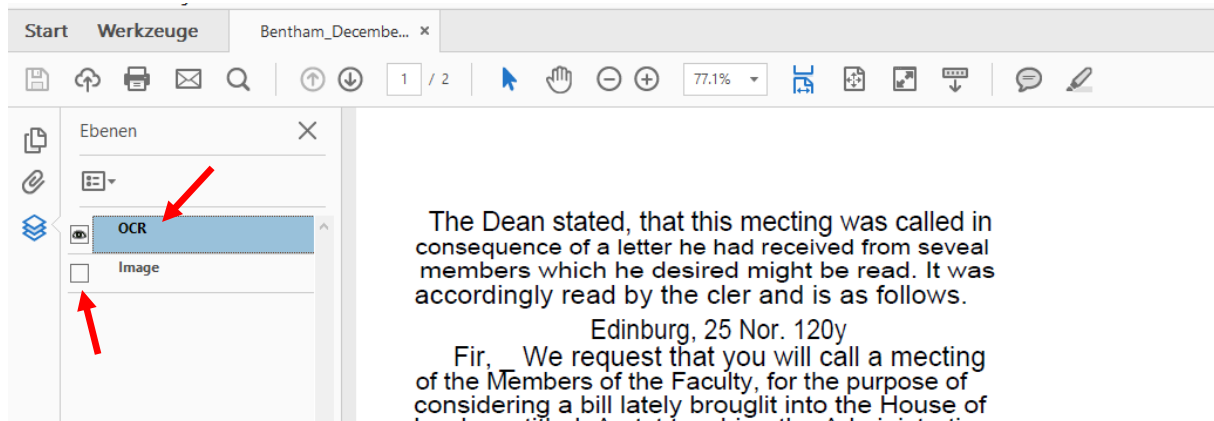 Start Werkzeuge Bentham_Decembe... ×
1 / 2 77.1%
Ebenen
OCR
Image
The Dean stated, that this mecting was called in
consequence of a letter he had received from seveal
members which he desired might be read. It was
accordingly read by the cler and is as follows.
Edinburg, 25 Nor. 120y
Fir, _ We request that you will call a mecting
of the Members of the Faculty, for the purpose of
considering a bill lately brouglit into the House of